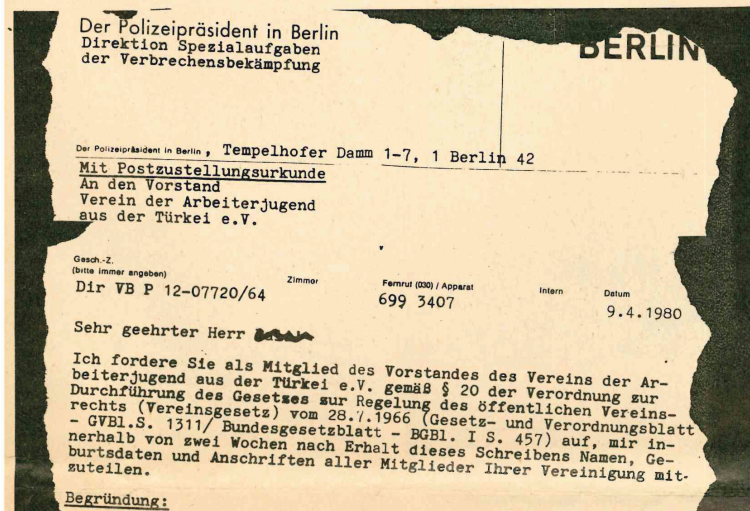 Der Polizeipräsident in Berlin
Direktion Spezialaufgaben
der Verbrechensbekämpfung
BERLIN
Der Polizeipräsident in Berlin, Tempelhofer Damm 1-7, 1 Berlin 42
Mit Postzustellungsurkunde
An den Vorstand
Verein der Arbeiterjugend
aus der Türkei e.V.
Gesch.-Z.
(bitte immer angeben)
Zimmer
Fernruf (030) / Apparat
Intern
Datum
Dir VB P 12-07720/64
699 3407
9.4.1980
Sehr geehrter Herr
Ich fordere Sie als Mitglied des Vorstandes des Vereins der Ar-
beiterjugend aus der Türkei e.V. gemäß § 20 der Verordnung zur
Durchführung des Gesetzes zur Regelung des öffentlichen Vereins-
rechts (Vereinsgesetz) vom 28.7.1966 (Gesetz- und Verordnungsblatt
- GVBl.S. 1311/ Bundesgesetzblatt - BGBl. I S. 457) auf, mir in-
nerhalb von zwei Wochen nach Erhalt dieses Schreibens Namen, Ge-
burtsdaten und Anschriften aller Mitglieder Ihrer Vereinigung mit-
zuteilen.
Begründung: